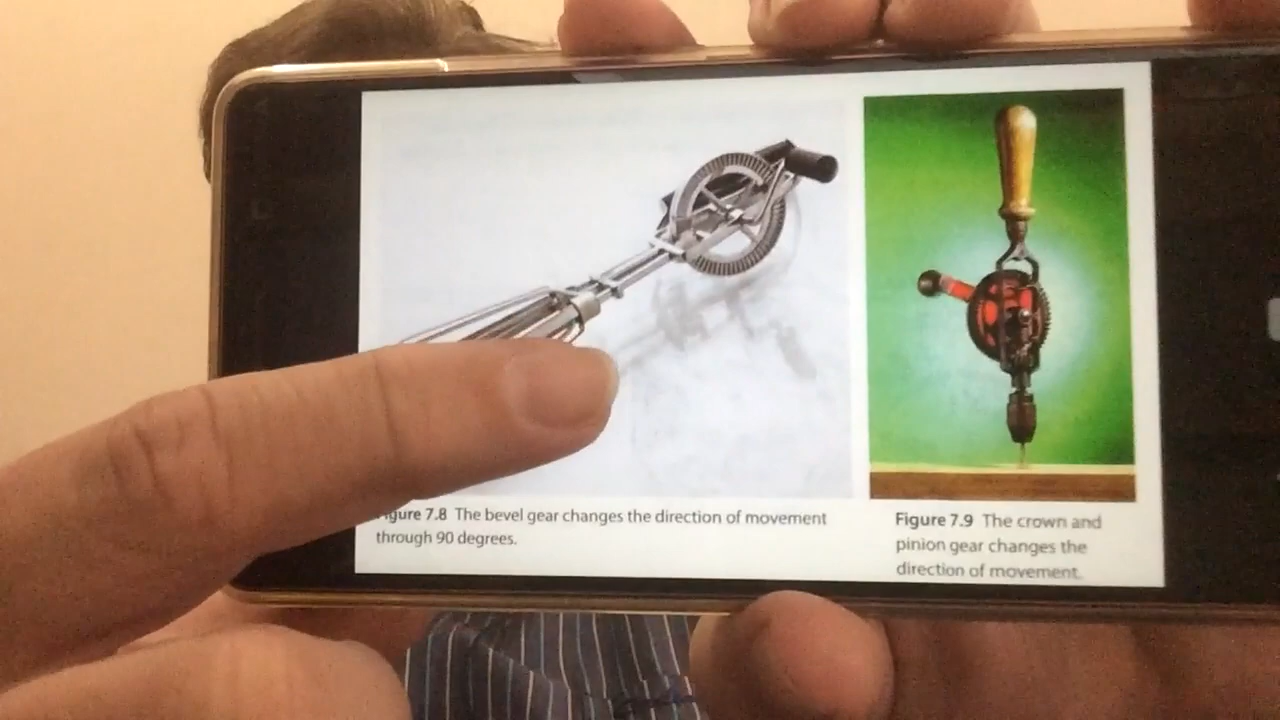 Figure 7.8 The bevel gear changes the direction of movement
through 90 degrees.
Figure 7.9 The crown and
pinion gear changes the
direction of movement.